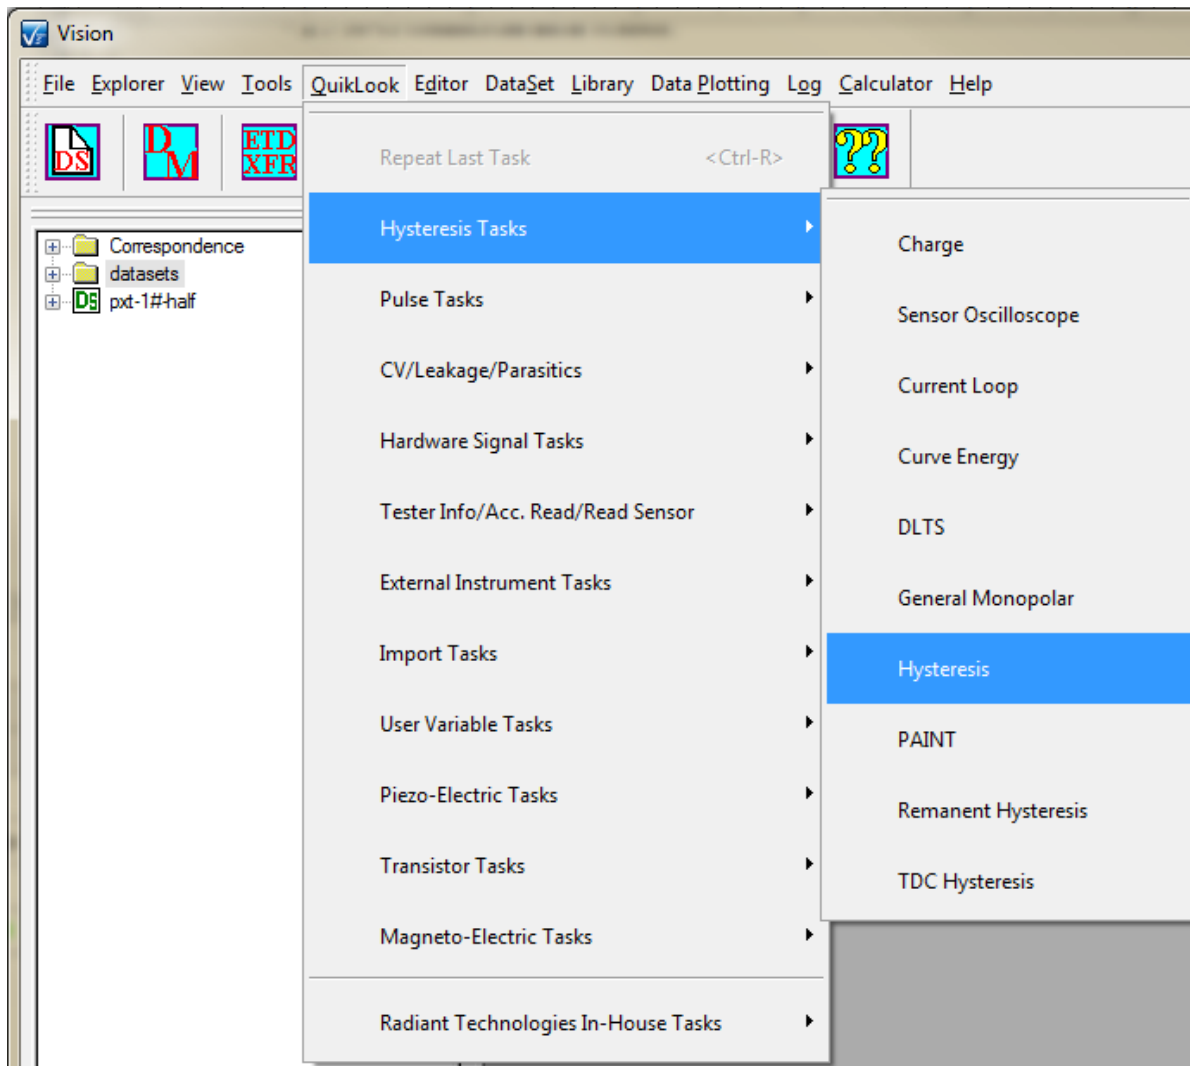 Vision
File Explorer View Tools QuikLook Editor DataSet Library Data Plotting Log Calculator Help
DS DM ETD XFR ??
Correspondence
datasets
DS pxt-1#-half
Repeat Last Task <Ctrl-R>
Hysteresis Tasks
Pulse Tasks
CV/Leakage/Parasitics
Hardware Signal Tasks
Tester Info/Acc. Read/Read Sensor
External Instrument Tasks
Import Tasks
User Variable Tasks
Piezo-Electric Tasks
Transistor Tasks
Magneto-Electric Tasks
Radiant Technologies In-House Tasks
Charge
Sensor Oscilloscope
Current Loop
Curve Energy
DLTS
General Monopolar
Hysteresis
PAINT
Remanent Hysteresis
TDC Hysteresis